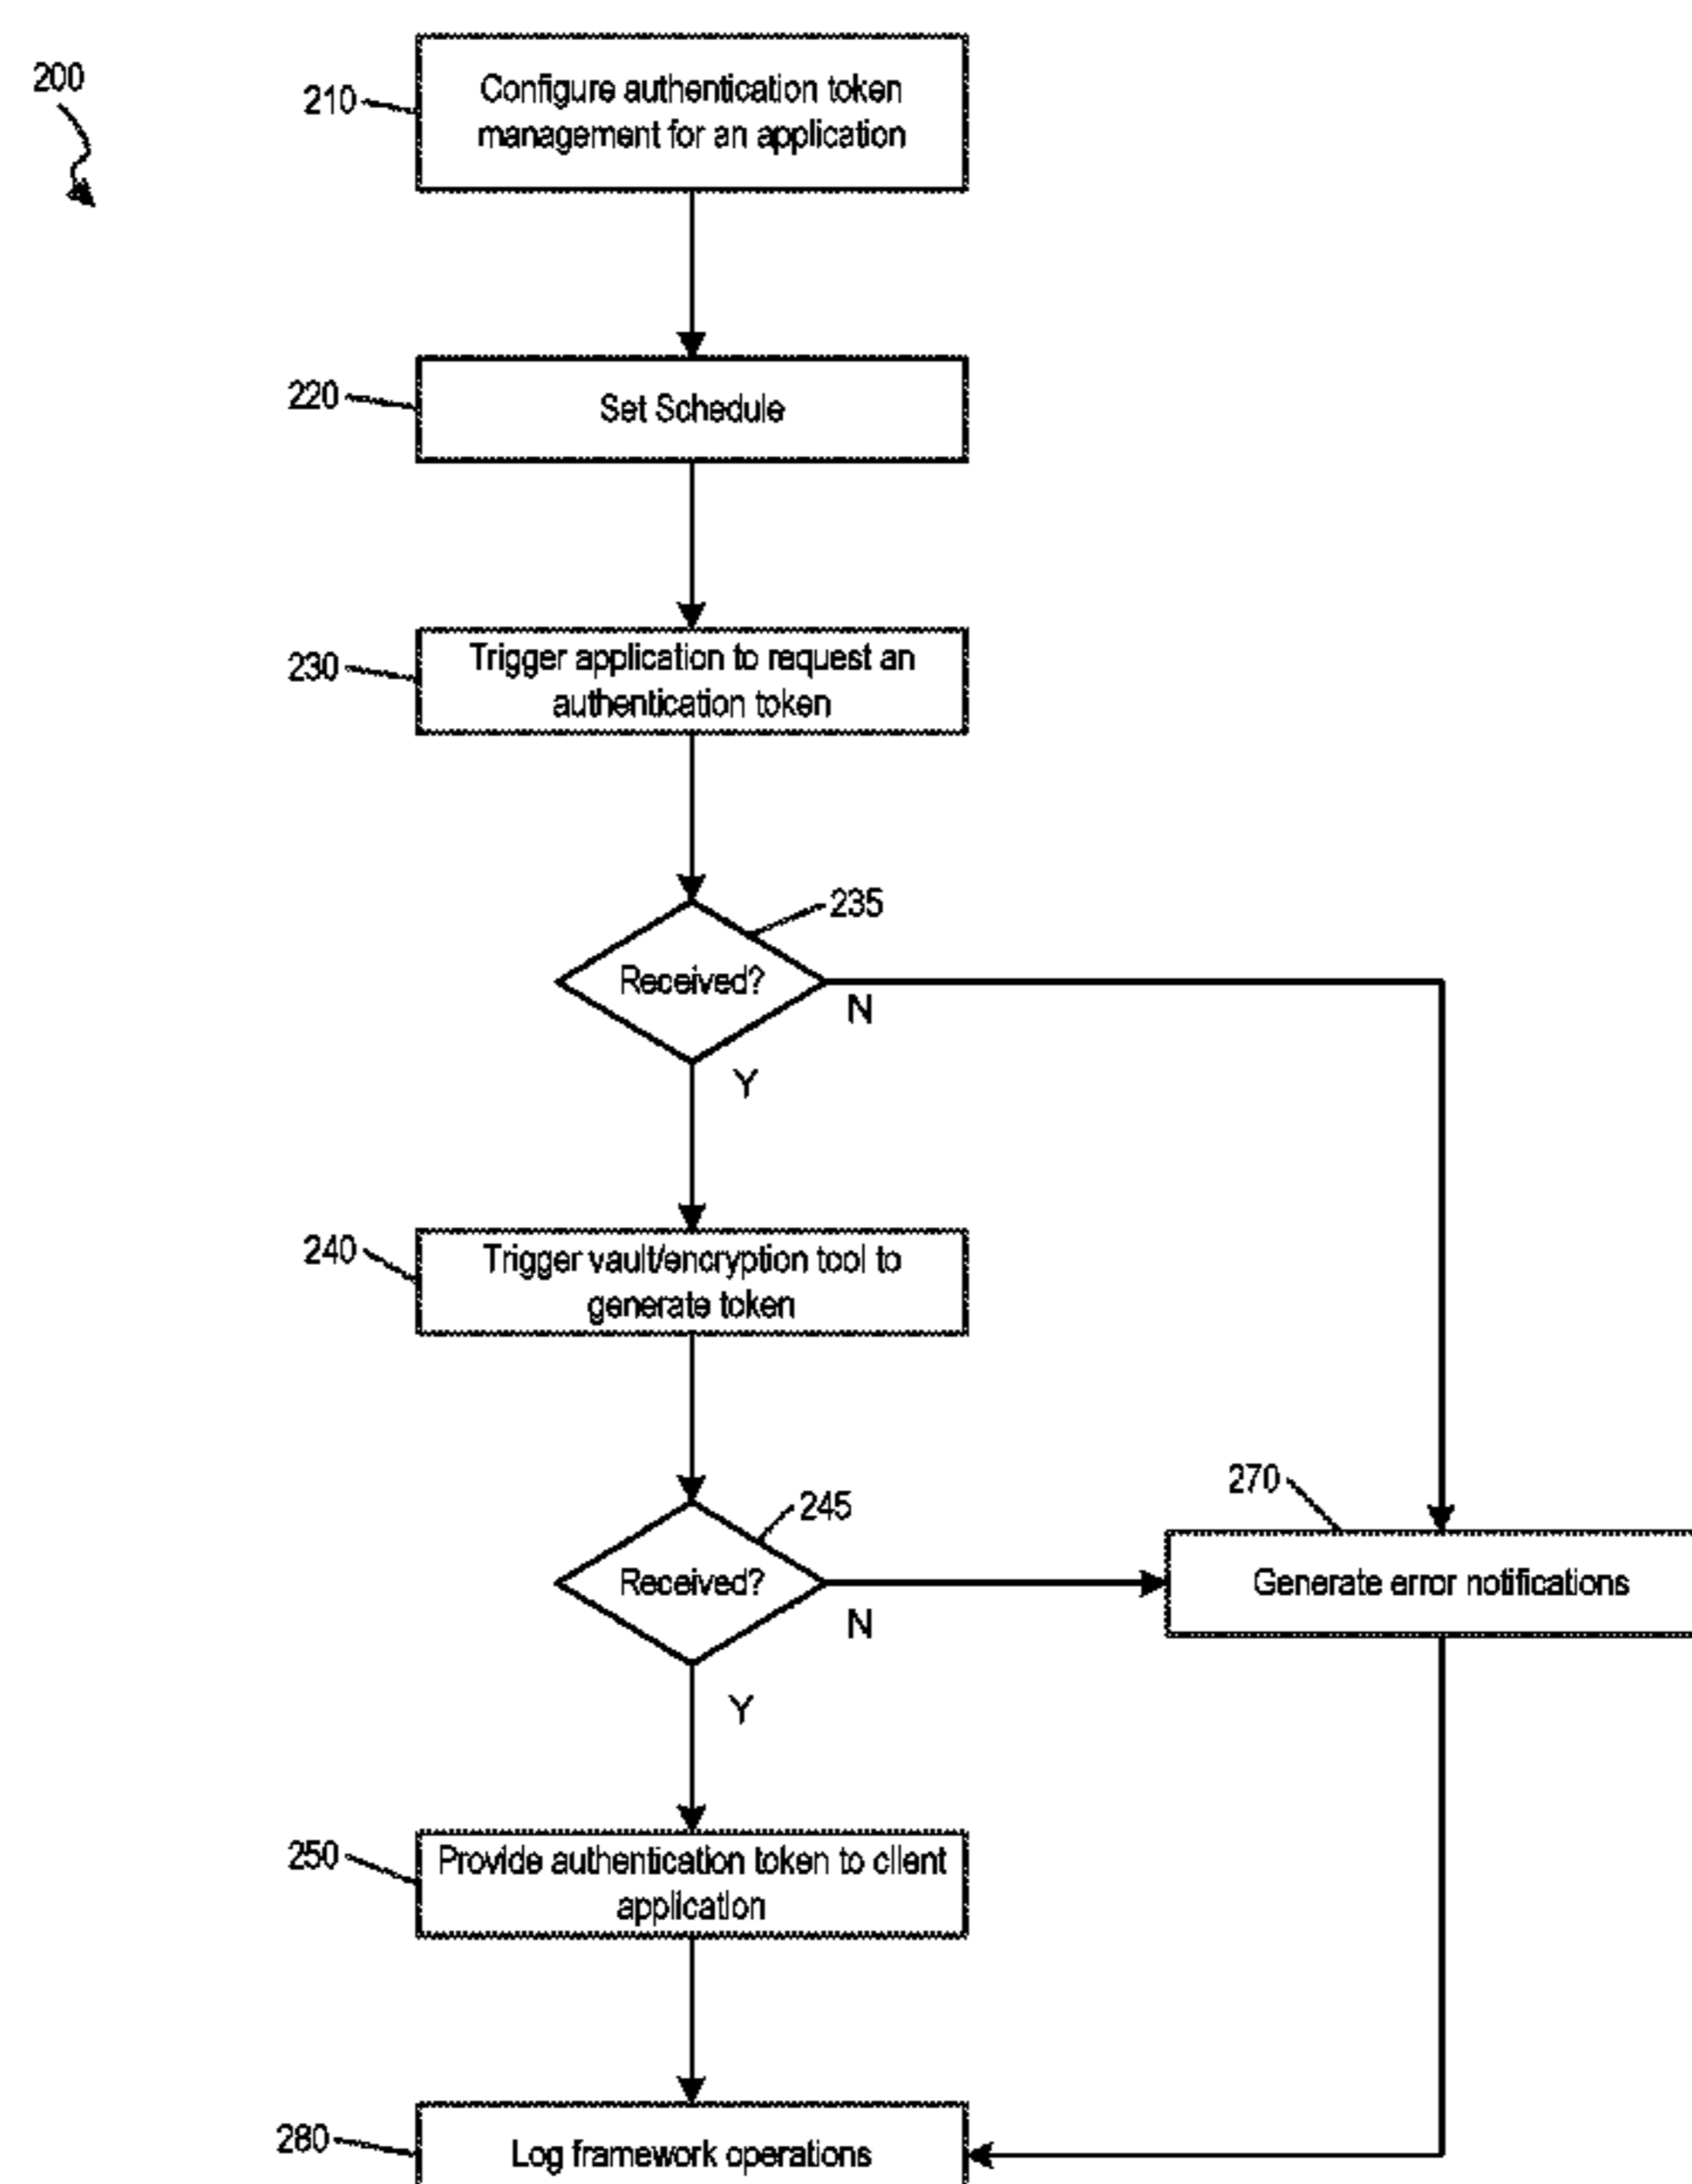 200
210
Configure authentication token
management for an application
220
Set Schedule
230
Trigger application to request an
authentication token
235
Received?
N
Y
240
Trigger vault/encryption tool to
generate token
245
Received?
N
Y
270
Generate error notifications
250
Provide authentication token to client
application
280
Log framework operations